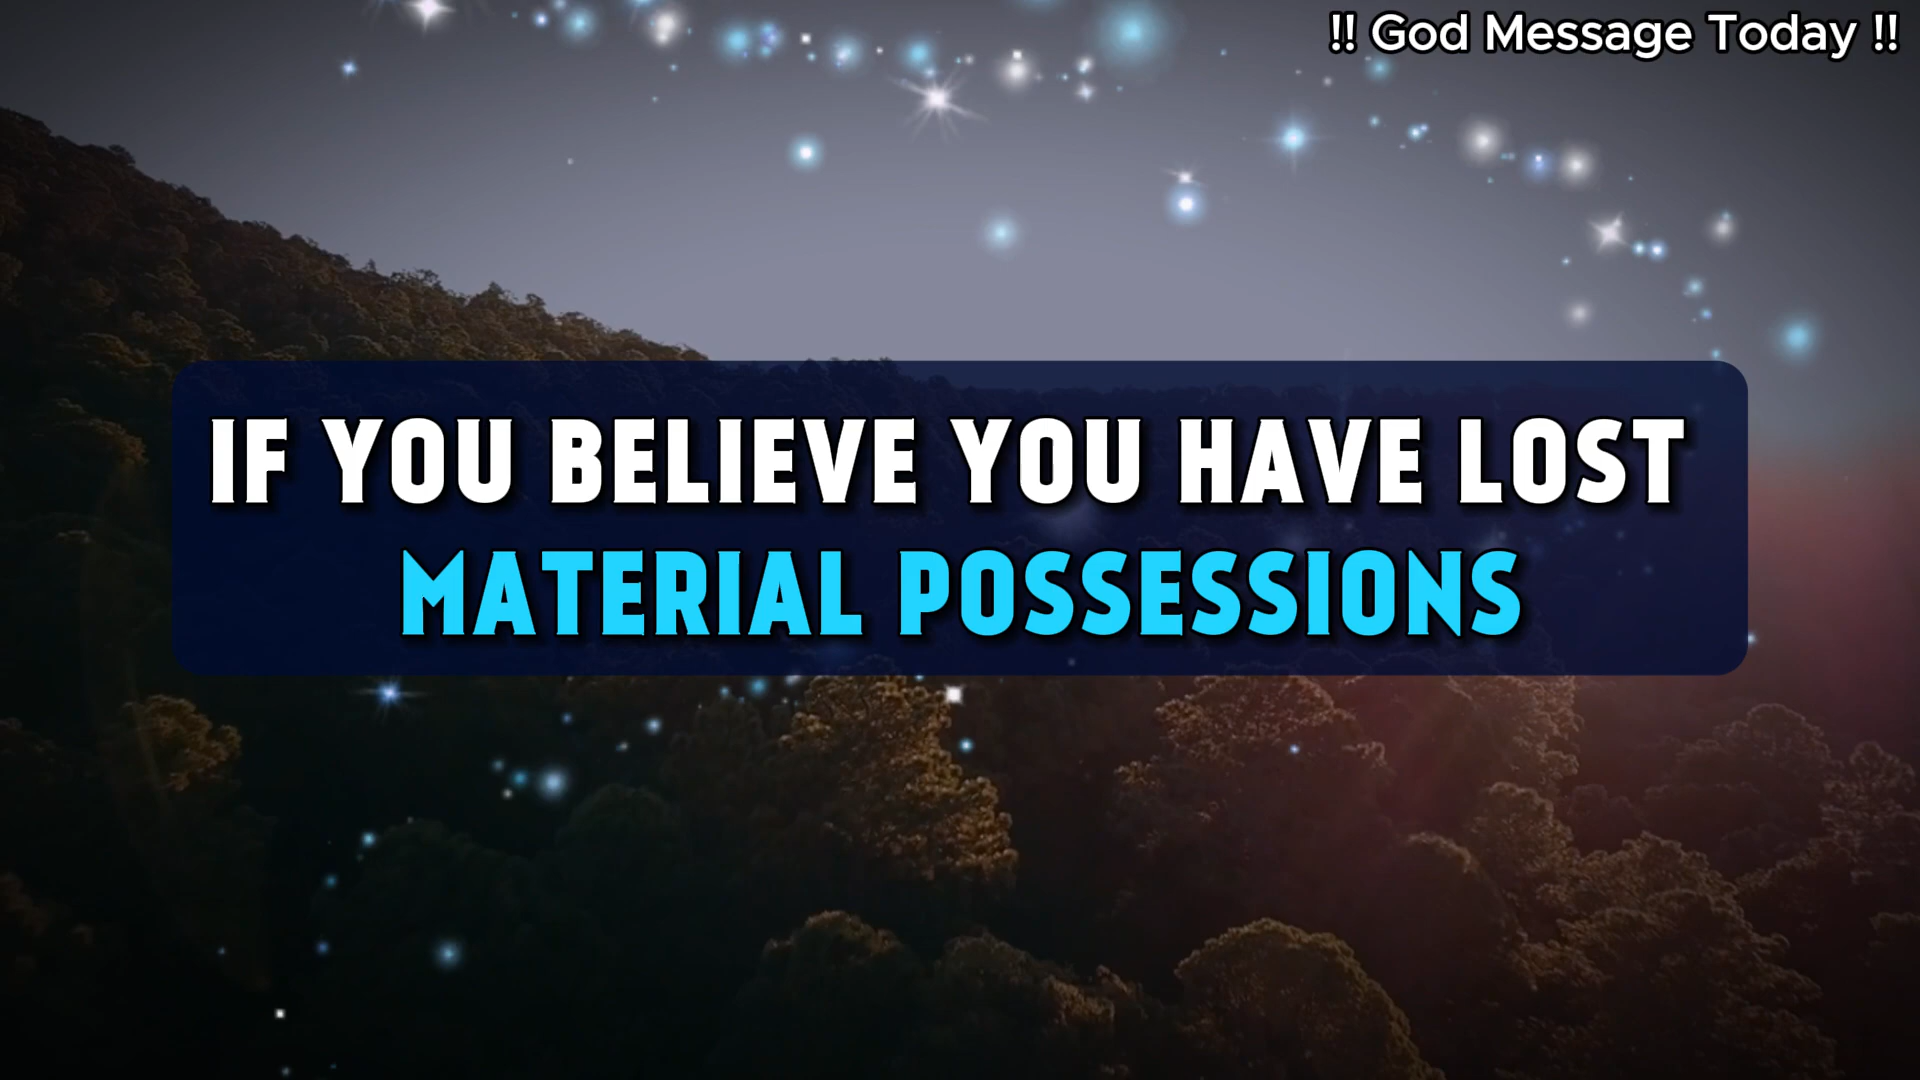 !! God Message Today !!
IF YOU BELIEVE YOU HAVE LOST
MATERIAL POSSESSIONS